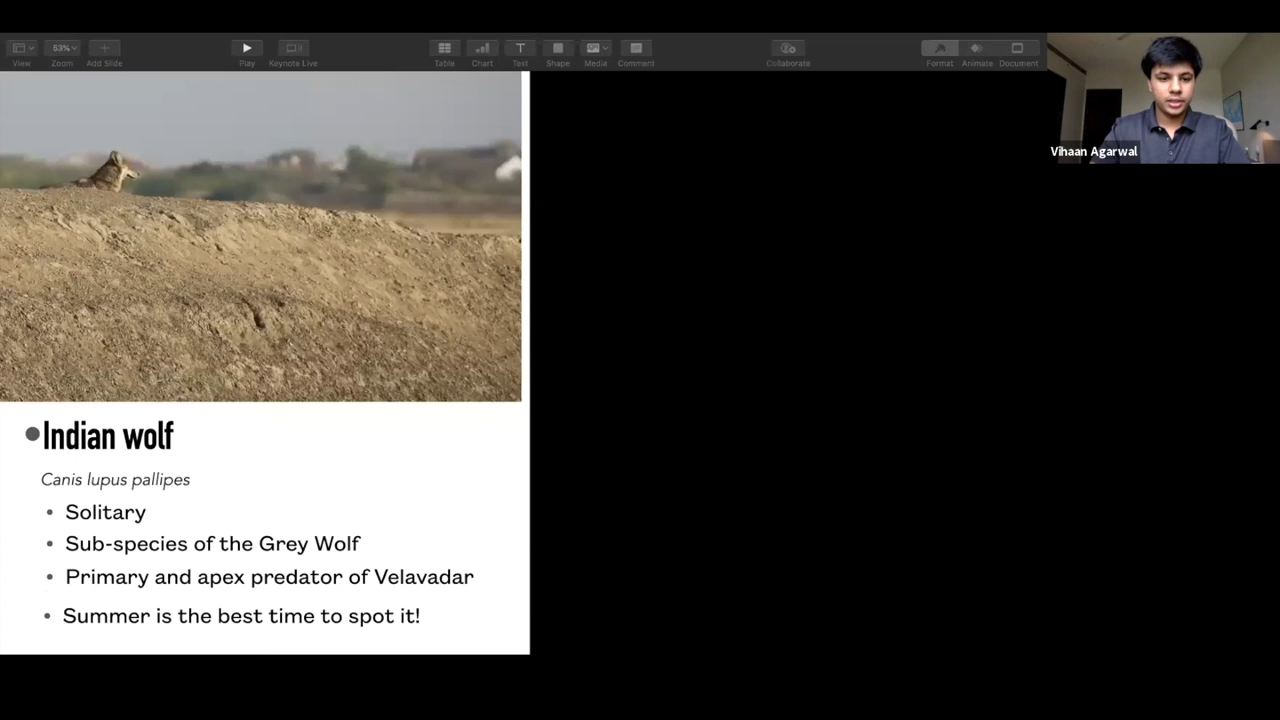 53%
View
Zoom
Add Slide
Play
Keynote Live
Table
Chart
Text
Shape
Media
Comment
Collaborate
Format
Animate
Document
Vihaan Agarwal
•Indian wolf
Canis lupus pallipes
• Solitary
• Sub-species of the Grey Wolf
• Primary and apex predator of Velavadar
• Summer is the best time to spot it!